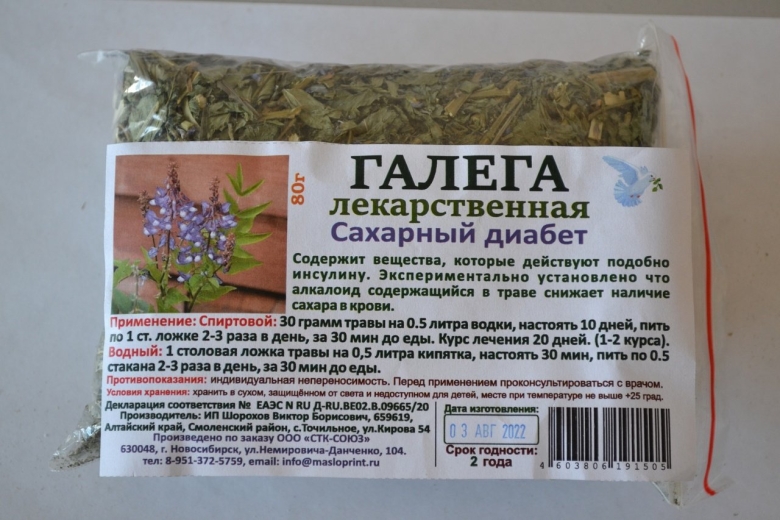 80г
ГАЛЕГА
лекарственная
Сахарный диабет
Содержит вещества, которые действуют подобно
инсулину. Экспериментально установлено что
алкалоид содержащийся в траве снижает наличие
сахара в крови.
Применение: Спиртовой: 30 грамм травы на 0.5 литра водки, настоять 10 дней, пить
по 1 ст. ложке 2-3 раза в день, за 30 мин до еды. Курс лечения 20 дней. (1-2 курса).
Водный: 1 столовая ложка травы на 0,5 литра кипятка, настоять 30 мин, пить по 0.5
стакана 2-3 раза в день, за 30 мин до еды.
Противопоказания: индивидуальная непереносимость. Перед применением проконсультироваться с врачом.
Условия хранения: хранить в сухом, защищённом от света и недоступном для детей, месте при температуре не выше +25 град.
Декларация соответствия № ЕАЭС N RU Д-RU.ВЕ02.В.09665/20
Производитель: ИП Шорохов Виктор Борисович, 659619,
Алтайский край, Смоленский район, с.Точильное, ул.Кирова 54
Произведено по заказу ООО «СТК-СОЮЗ»
630048, г. Новосибирск, ул.Немировича-Данченко, 104.
тел: 8-951-372-5759, email: info@masloprint.ru
Дата изготовления:
03 АВГ 2022
Срок годности:
2 года
4 603806 191505